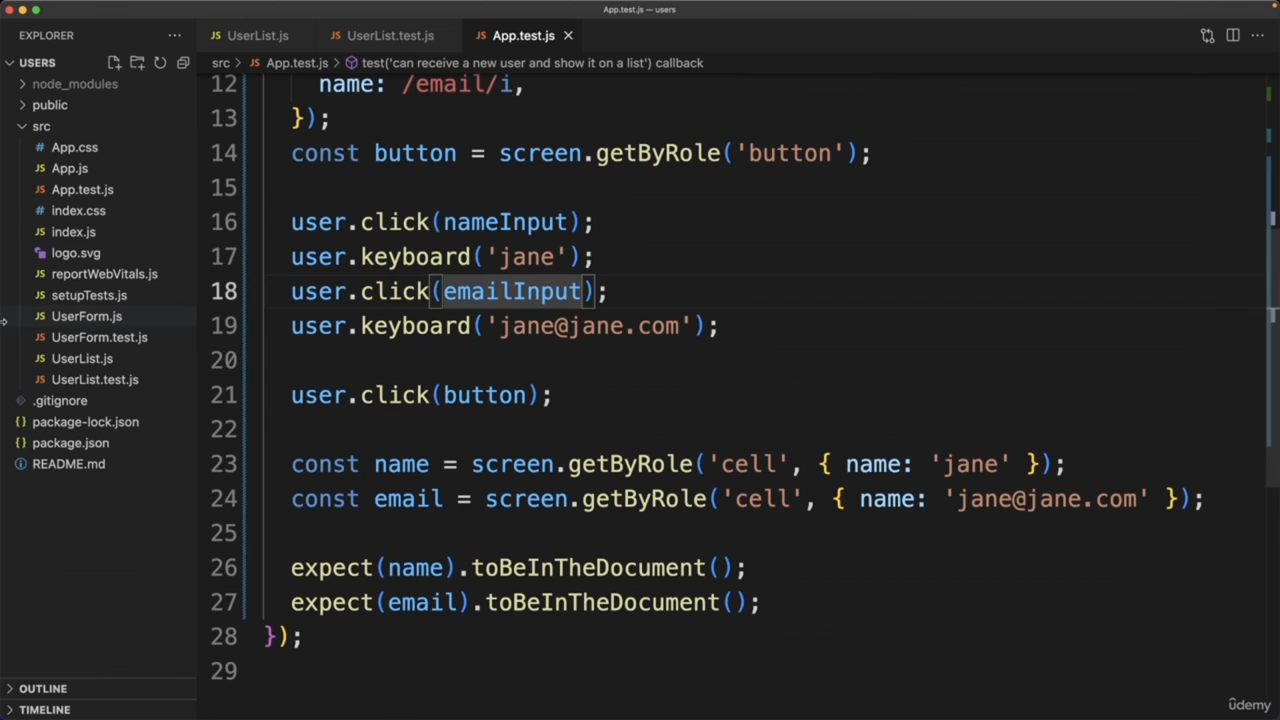 App.test.js — users
EXPLORER
UserList.js
UserList.test.js
App.test.js
USERS
src > App.test.js > test('can receive a new user and show it on a list') callback
node_modules
public
src
App.css
App.js
App.test.js
index.css
index.js
logo.svg
reportWebVitals.js
setupTests.js
UserForm.js
UserForm.test.js
UserList.js
UserList.test.js
.gitignore
package-lock.json
package.json
README.md
OUTLINE
TIMELINE
12 name: /email/i,
13 });
14 const button = screen.getByRole('button');
15
16 user.click(nameInput);
17 user.keyboard('jane');
18 user.click(emailInput);
19 user.keyboard('jane@jane.com');
20
21 user.click(button);
22
23 const name = screen.getByRole('cell', { name: 'jane' });
24 const email = screen.getByRole('cell', { name: 'jane@jane.com' });
25
26 expect(name).toBeInTheDocument();
27 expect(email).toBeInTheDocument();
28 });
29
ûdemy